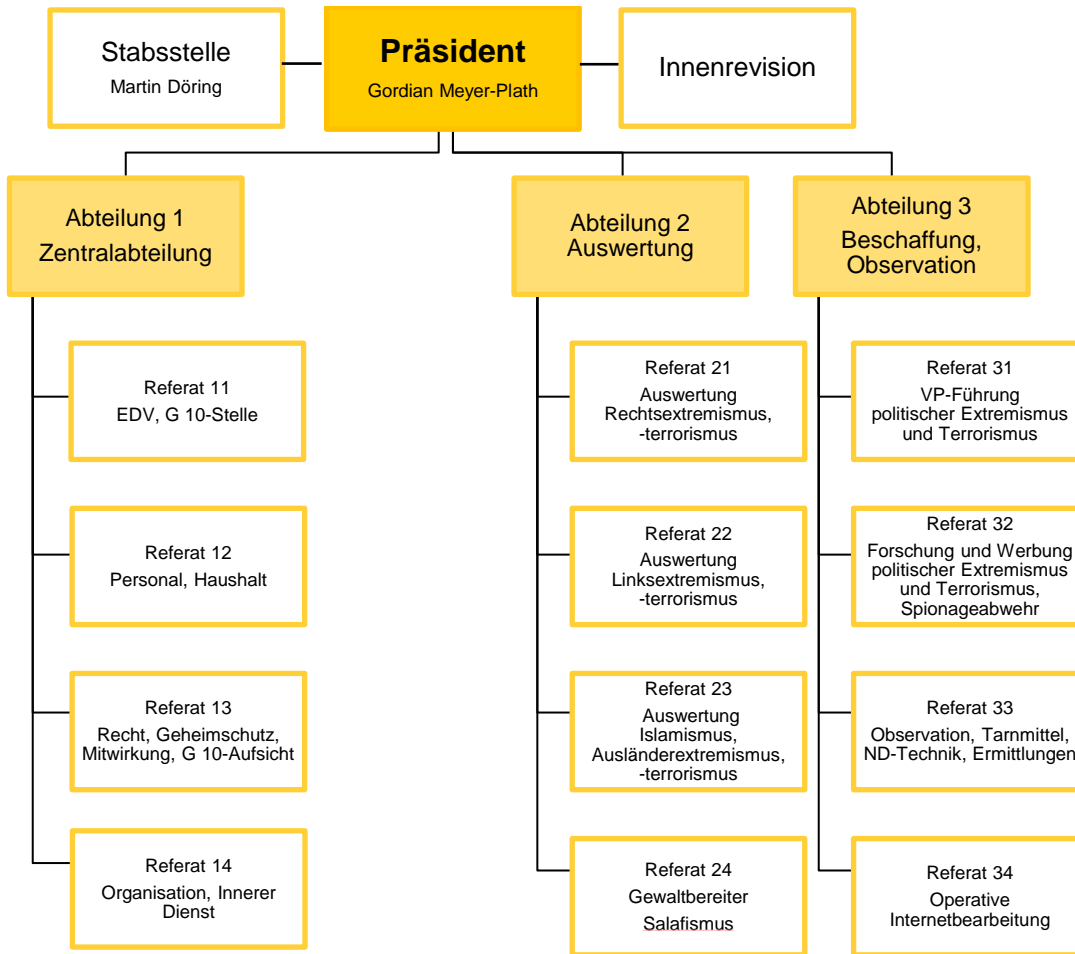 Stabsstelle
Martin Döring
Präsident
Gordian Meyer-Plath
Innenrevision
Abteilung 1
Zentralabteilung
Abteilung 2
Auswertung
Abteilung 3
Beschaffung,
Observation
Referat 11
EDV, G 10-Stelle
Referat 12
Personal, Haushalt
Referat 13
Recht, Geheimschutz,
Mitwirkung, G 10-Aufsicht
Referat 14
Organisation, Innerer
Dienst
Referat 21
Auswertung
Rechtsextremismus,
-terrorismus
Referat 22
Auswertung
Linksextremismus,
-terrorismus
Referat 23
Auswertung
Islamismus,
Ausländerextremismus,
-terrorismus
Referat 24
Gewaltbereiter
Salafismus
Referat 31
VP-Führung
politischer Extremismus
und Terrorismus
Referat 32
Forschung und Werbung
politischer Extremismus
und Terrorismus,
Spionageabwehr
Referat 33
Observation, Tarnmittel,
ND-Technik, Ermittlungen
Referat 34
Operative
Internetbearbeitung